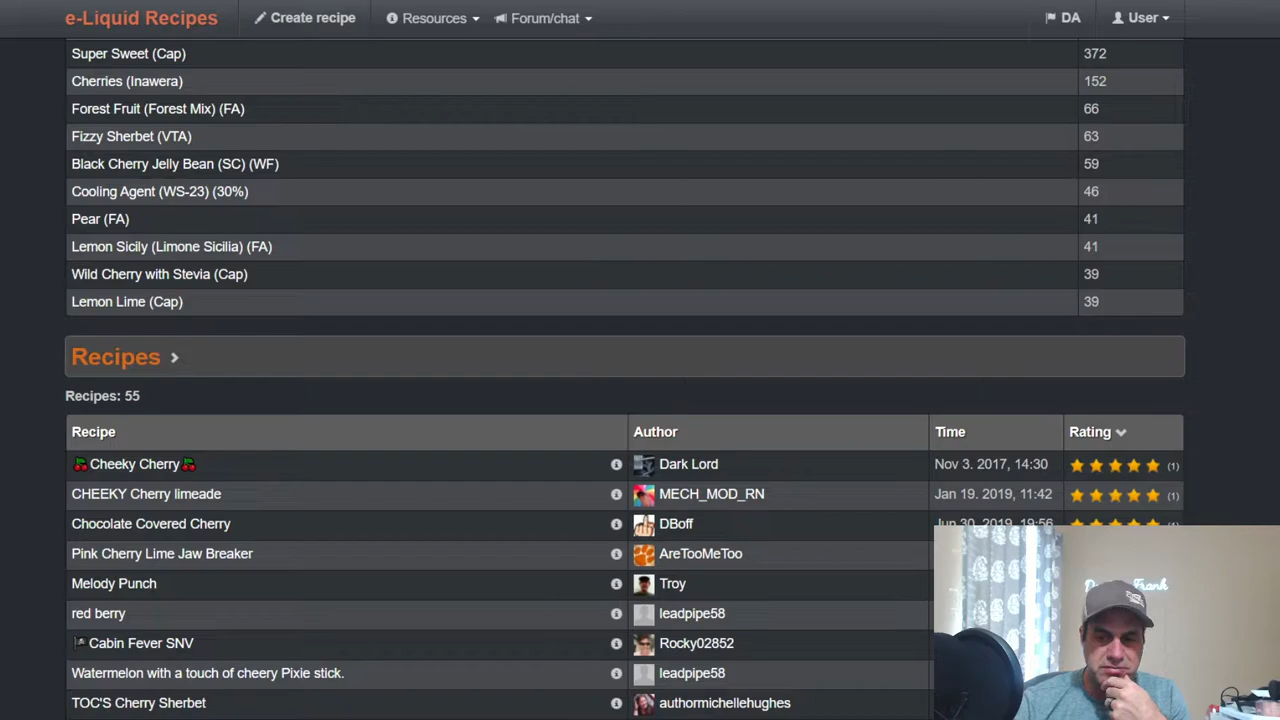 e-Liquid Recipes Create recipe Resources Forum/chat DA User
Super Sweet (Cap) 372
Cherries (Inawera) 152
Forest Fruit (Forest Mix) (FA) 66
Fizzy Sherbet (VTA) 63
Black Cherry Jelly Bean (SC) (WF) 59
Cooling Agent (WS-23) (30%) 46
Pear (FA) 41
Lemon Sicily (Limone Sicilia) (FA) 41
Wild Cherry with Stevia (Cap) 39
Lemon Lime (Cap) 39
Recipes
Recipes: 55
Recipe Author Time Rating
Cheeky Cherry Dark Lord Nov 3. 2017, 14:30 (1)
CHEEKY Cherry limeade MECH_MOD_RN Jan 19. 2019, 11:42 (1)
Chocolate Covered Cherry DBoff Jun 30. 2019, 19:56
Pink Cherry Lime Jaw Breaker AreTooMeToo
Melody Punch Troy
red berry leadpipe58
Cabin Fever SNV Rocky02852
Watermelon with a touch of cheery Pixie stick. leadpipe58
TOC'S Cherry Sherbet authormichellehughes